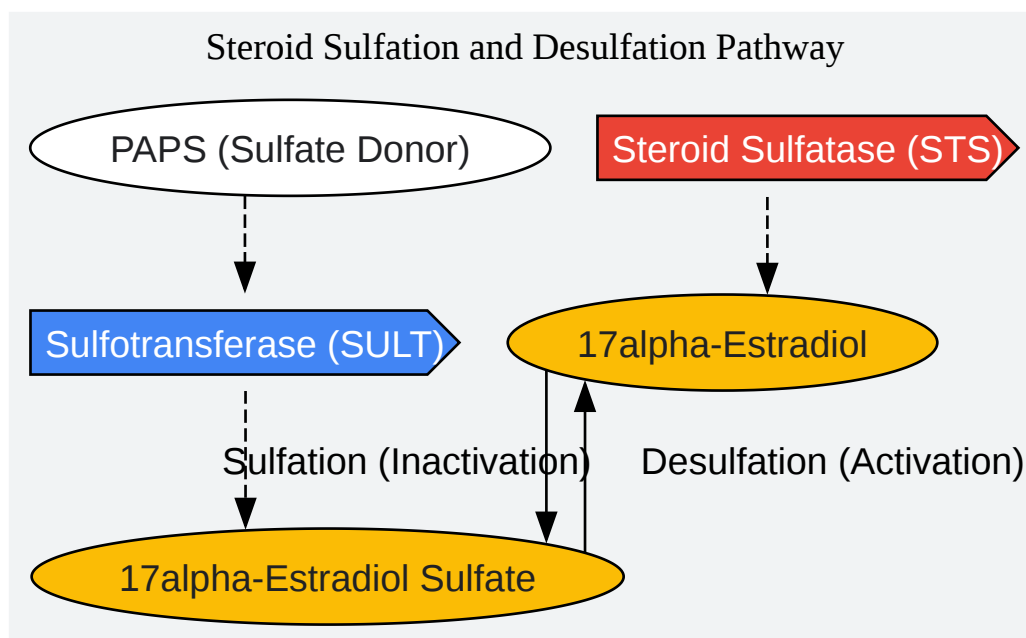 Steroid Sulfation and Desulfation Pathway
PAPS (Sulfate Donor)
Steroid Sulfatase (STS)
Sulfotransferase (SULT)
17alpha-Estradiol
Sulfation (Inactivation)
Desulfation (Activation)
17alpha-Estradiol Sulfate